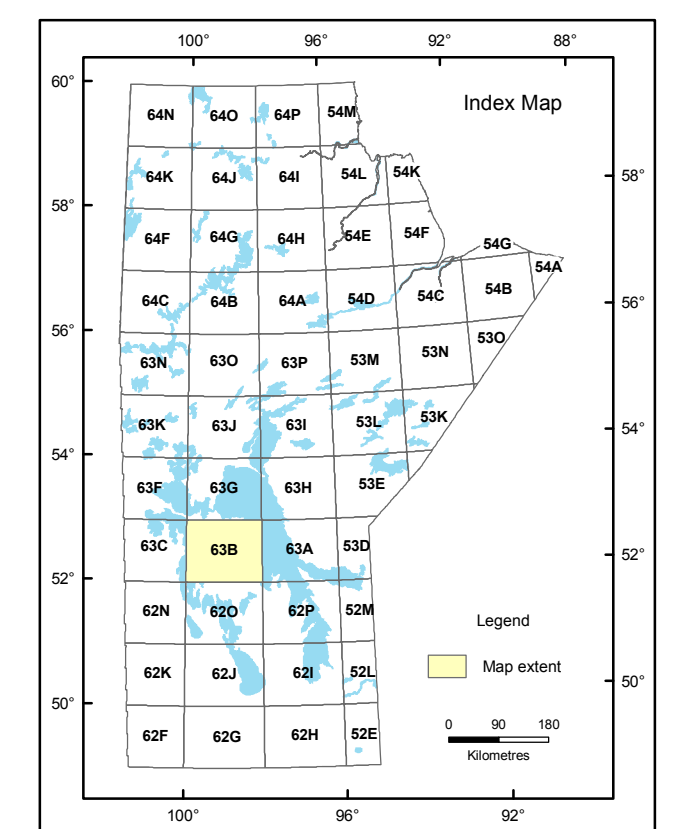 100° 96° 92° 88°
60°
Index Map
64N 64O 64P 54M
64K 64J 64I 54L 54K
58° 58°
64F 64G 64H 54E 54F 54G
54A
64C 64B 64A 54D 54C 54B
56° 56°
63N 63O 63P 53M 53N 53O
63K 63J 63I 53L 53K
54° 54°
63F 63G 63H 53E
63C 63B 63A 53D
52° 52°
62N 62O 62P 52M
Legend
62K 62J 62I 52L
Map extent
50° 50°
62F 62G 62H 52E
0 90 180
Kilometres
100° 96° 92°